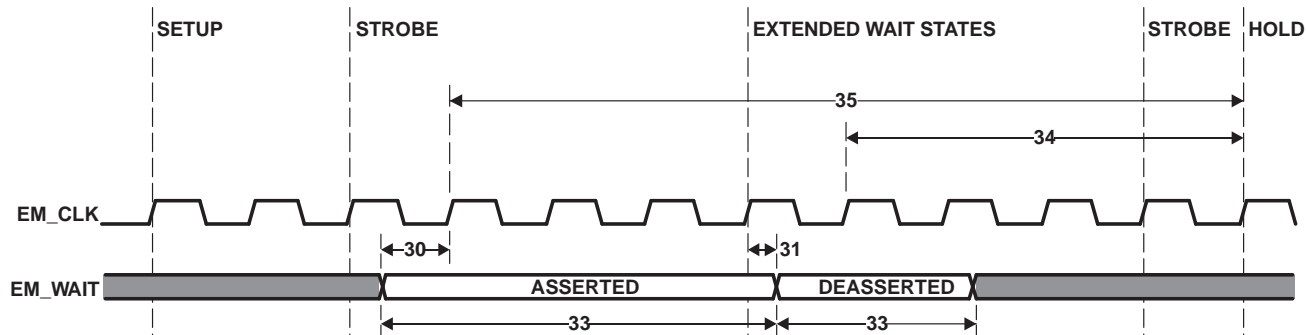 SETUP STROBE EXTENDED WAIT STATES STROBE HOLD
35
34
EM_CLK
30 31
EM_WAIT ASSERTED DEASSERTED
33 33